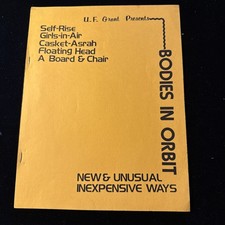 U. F. Grant Presents
Self-Rise
Girls-in-Air
Casket-Asrah
Floating Head
A Board & Chair
BODIES IN ORBIT
NEW & UNUSUAL
INEXPENSIVE WAYS